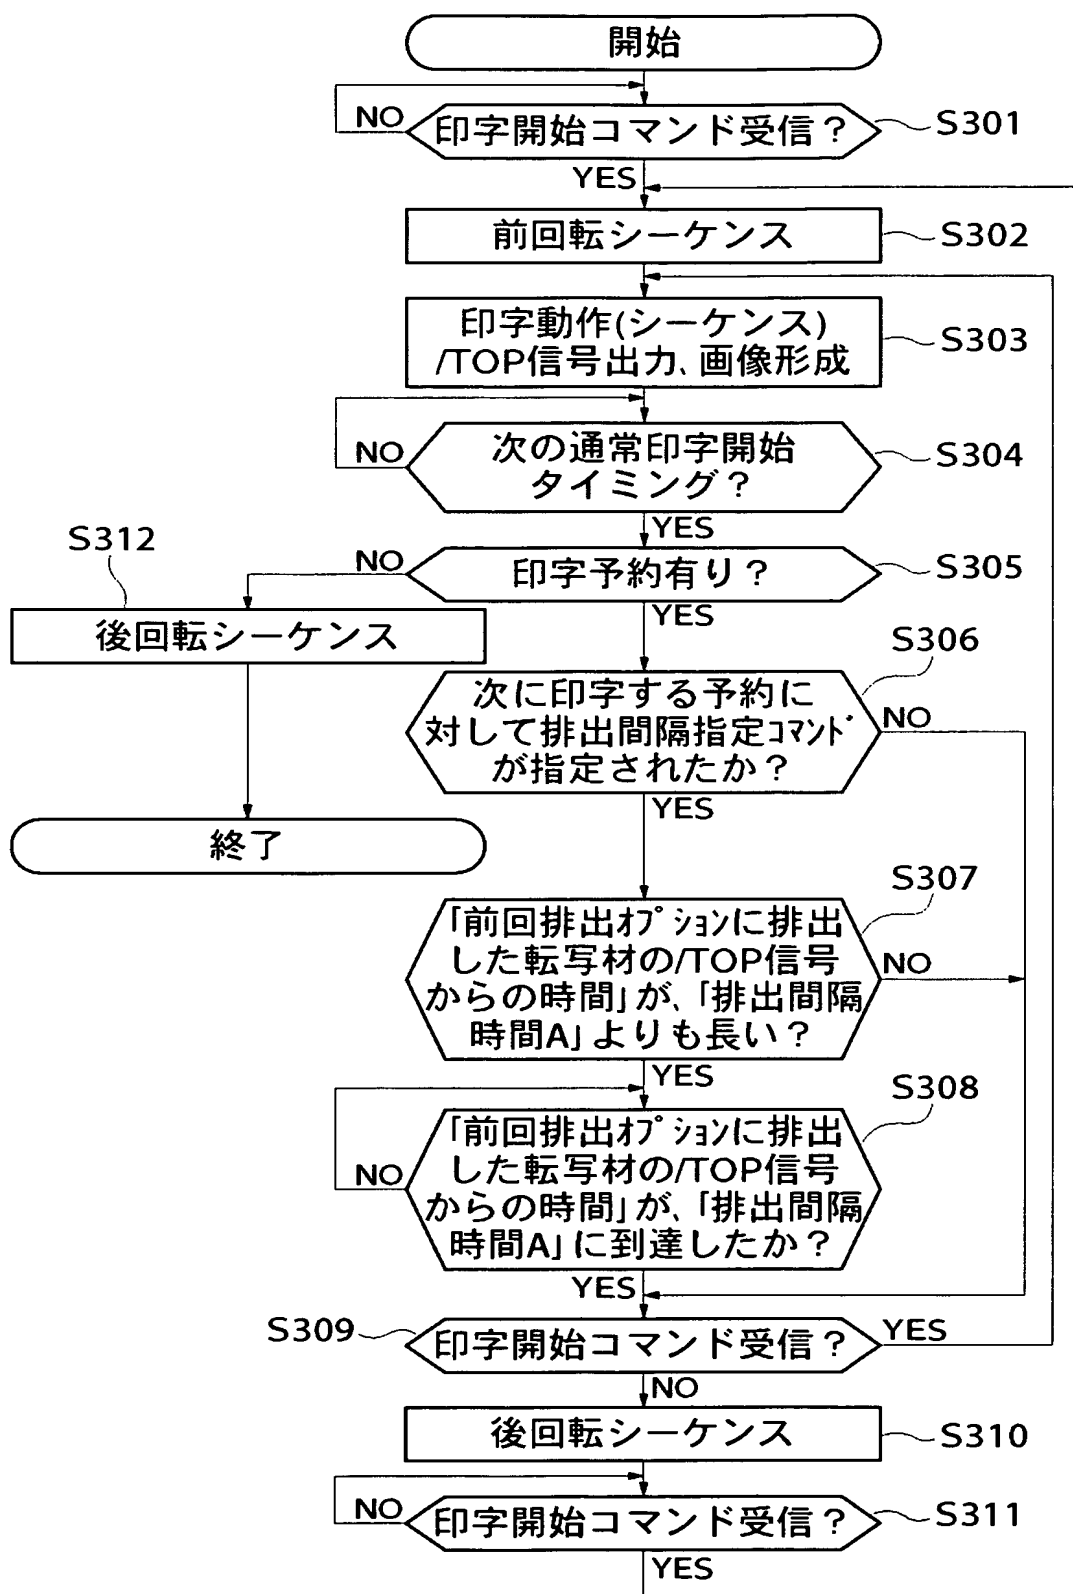 開始
NO
印字開始コマンド受信？
S301
YES
前回転シーケンス
S302
印字動作(シーケンス)
/TOP信号出力､画像形成
S303
NO
次の通常印字開始
タイミング？
S304
YES
S312
NO
印字予約有り？
S305
YES
後回転シーケンス
S306
次に印字する予約に
対して排出間隔指定ｺﾏﾝﾄﾞ
が指定されたか？
NO
YES
終了
S307
｢前回排出ｵﾌﾟｼｮﾝに排出
した転写材の/TOP信号
からの時間｣が､｢排出間隔
時間A｣よりも長い？
NO
YES
S308
｢前回排出ｵﾌﾟｼｮﾝに排出
した転写材の/TOP信号
からの時間｣が､｢排出間隔
時間A｣に到達したか？
NO
YES
S309
印字開始コマンド受信？
YES
NO
後回転シーケンス
S310
NO
印字開始コマンド受信？
S311
YES